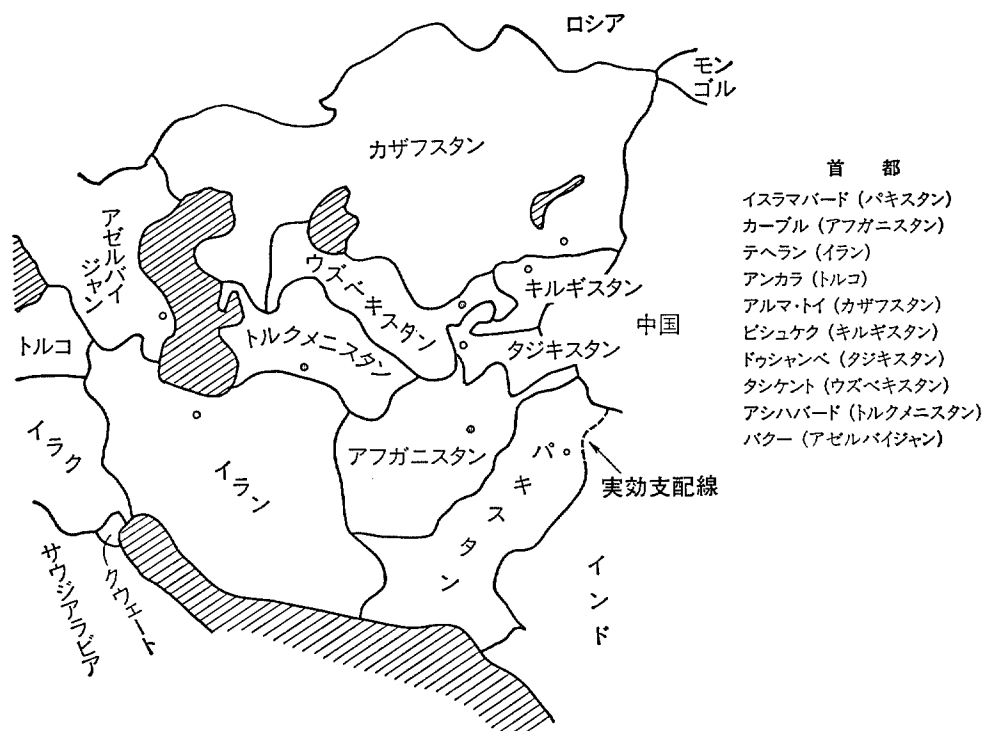 ロシア
モンゴル
カザフスタン
アゼルバイジャン
ウズベキスタン
キルギスタン
中国
トルコ
トルクメニスタン
タジキスタン
イラク
イラン
アフガニスタン
パキスタン
実効支配線
サウジアラビア
クウェート
インド
首 都
イスラマバード (パキスタン)
カーブル (アフガニスタン)
テヘラン (イラン)
アンカラ (トルコ)
アルマ・トイ (カザフスタン)
ビシュケク (キルギスタン)
ドゥシャンベ (タジキスタン)
タシケント (ウズベキスタン)
アシハバード (トルクメニスタン)
バクー (アゼルバイジャン)